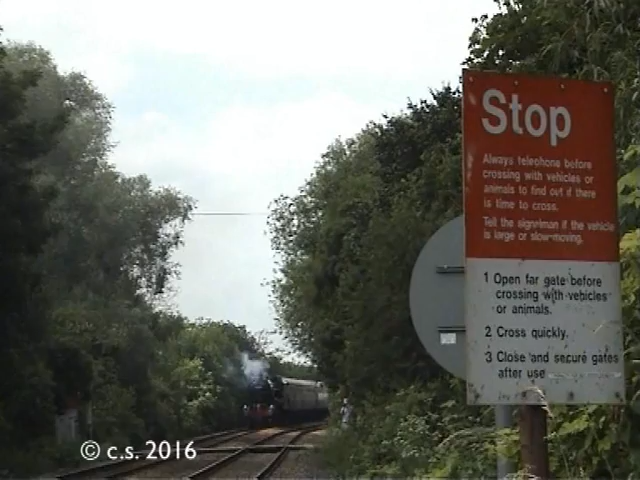 Stop
Always telephone before
crossing with vehicles or
animals to find out if there
is time to cross.
Tell the signalman if the vehicle
is large or slow-moving.
1 Open far gate before
crossing with vehicles
or animals.
2 Cross quickly.
3 Close and secure gates
after use
© c.s. 2016